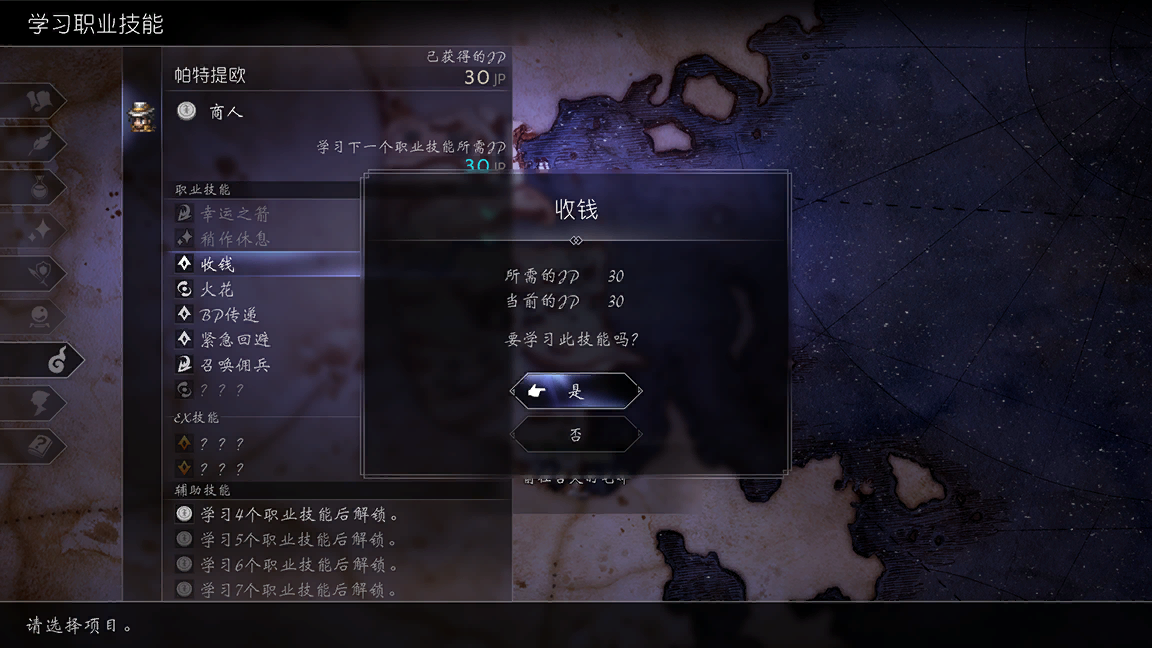 学习职业技能
已获得的JP
帕特提欧
30 JP
商人
学习下一个职业技能所需JP
30 JP
职业技能
幸运之箭
稍作休息
收钱
火花
BP传递
紧急回避
召唤佣兵
? ? ?
EX技能
? ? ?
? ? ?
辅助技能
学习4个职业技能后解锁。
学习5个职业技能后解锁。
学习6个职业技能后解锁。
学习7个职业技能后解锁。
收钱
所需的JP 30
当前的JP 30
要学习此技能吗?
是
否
请选择项目。